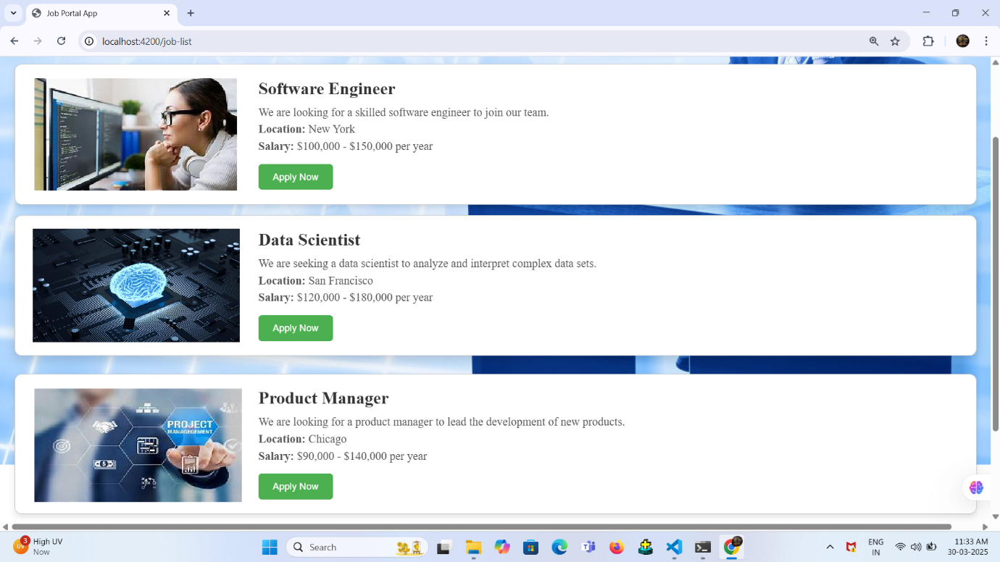 Job Portal App
localhost:4200/job-list
Software Engineer
We are looking for a skilled software engineer to join our team.
Location: New York
Salary: $100,000 - $150,000 per year
Apply Now
Data Scientist
We are seeking a data scientist to analyze and interpret complex data sets.
Location: San Francisco
Salary: $120,000 - $180,000 per year
Apply Now
PROJECT
MANAGEGEMENT
Product Manager
We are looking for a product manager to lead the development of new products.
Location: Chicago
Salary: $90,000 - $140,000 per year
Apply Now
3
UV
High UV
Now
Search
ENG
IN
11:33 AM
30-03-2025